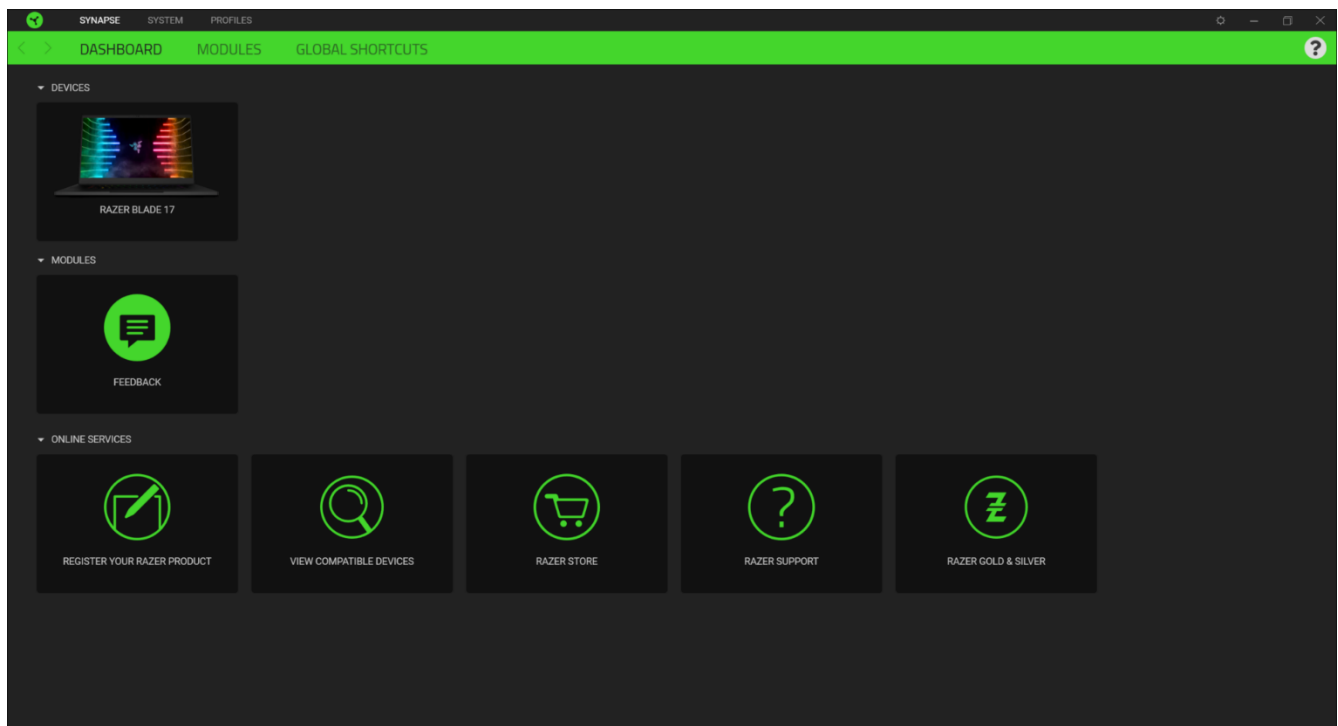 SYNAPSE SYSTEM PROFILES
DASHBOARD MODULES GLOBAL SHORTCUTS ?
DEVICES
RAZER BLADE 17
MODULES
FEEDBACK
ONLINE SERVICES
REGISTER YOUR RAZER PRODUCT
VIEW COMPATIBLE DEVICES
RAZER STORE
RAZER SUPPORT
RAZER GOLD & SILVER